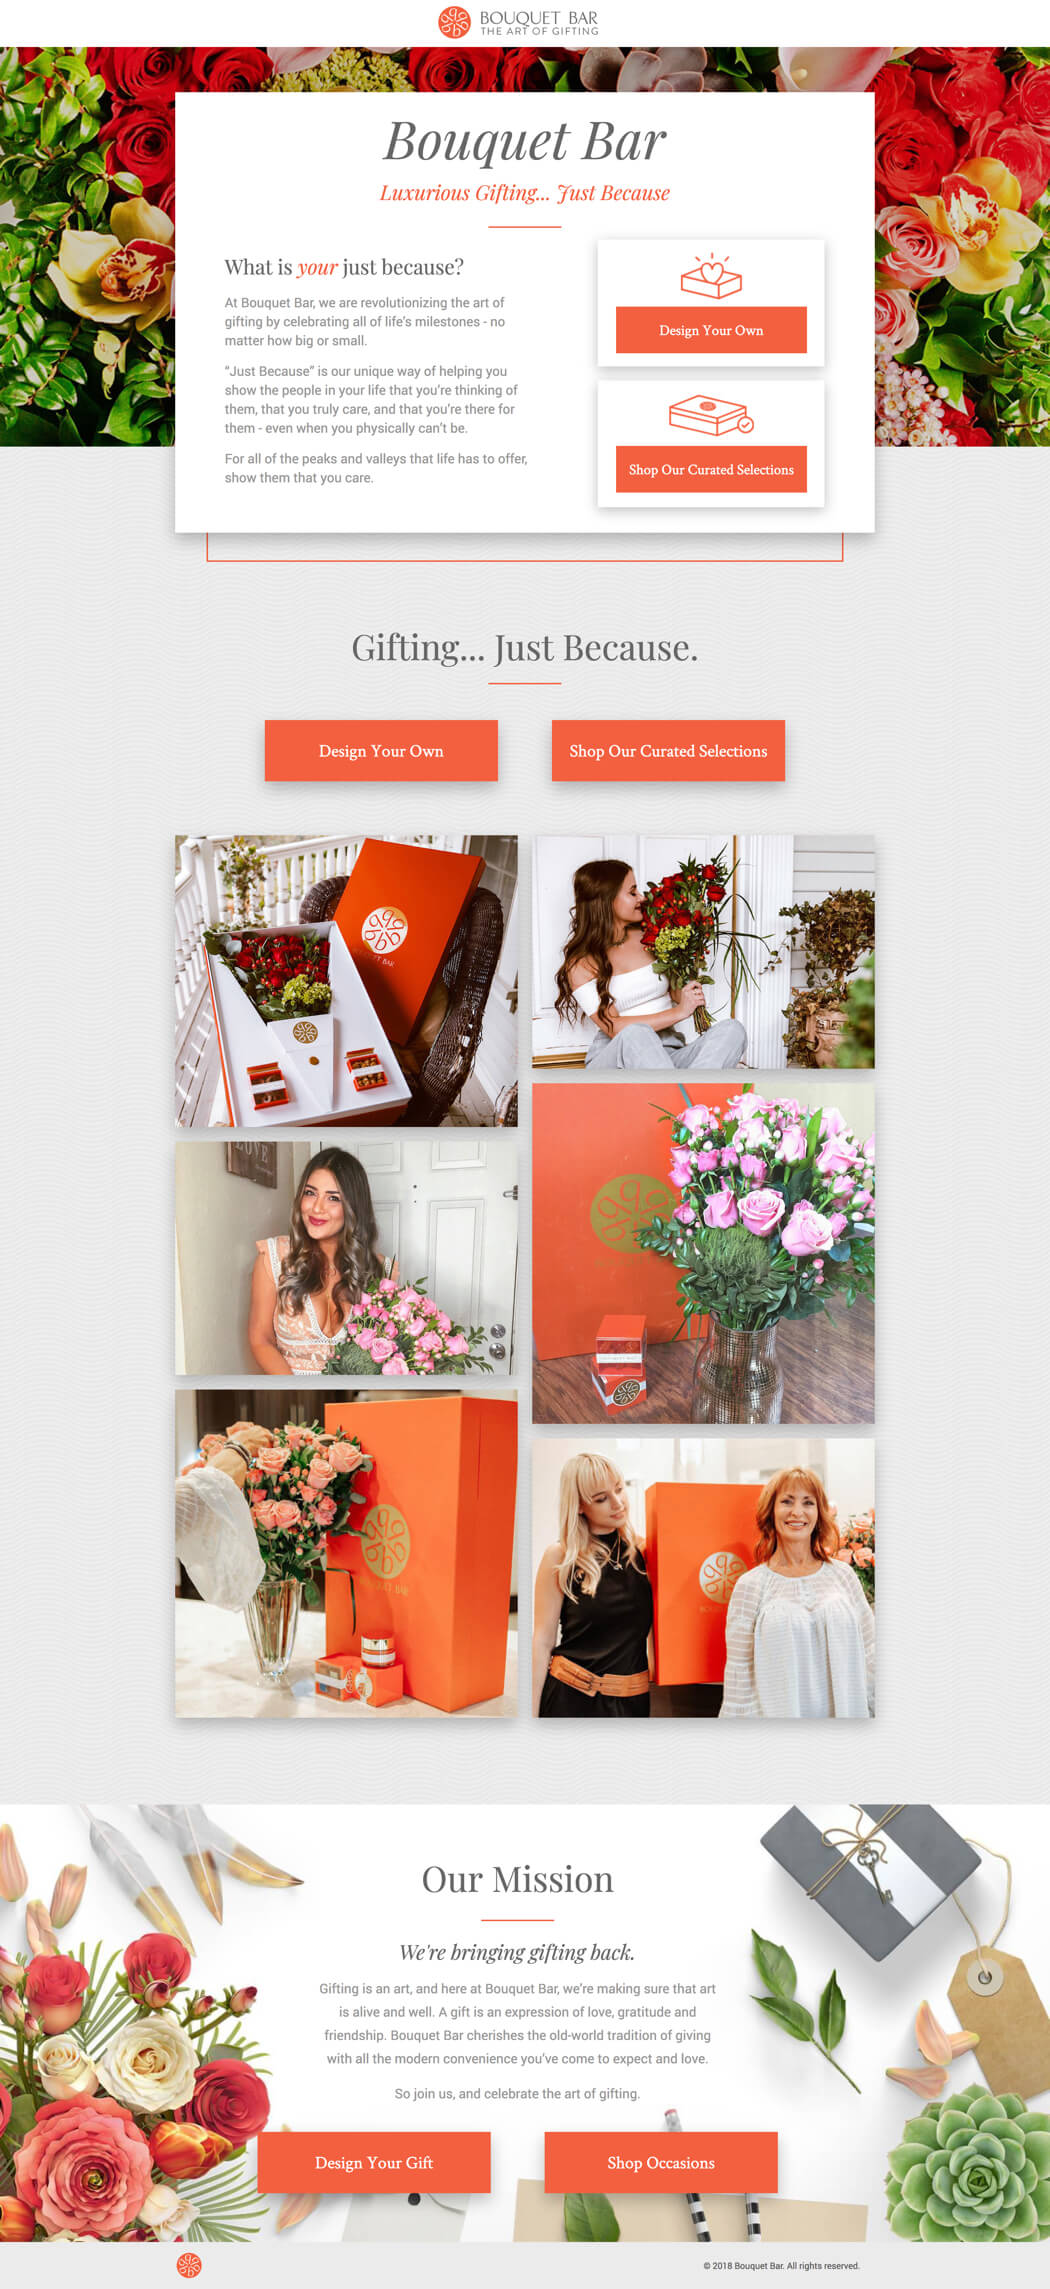 BOUQUET BAR
THE ART OF GIFTING
Bouquet Bar
Luxurious Gifting... Just Because
What is your just because?
At Bouquet Bar, we are revolutionizing the art of
gifting by celebrating all of life's milestones - no
matter how big or small.
“Just Because” is our unique way of helping you
show the people in your life that you're thinking of
them, that you truly care, and that you're there for
them - even when you physically can't be.
For all of the peaks and valleys that life has to offer,
show them that you care.
Design Your Own
Shop Our Curated Selections
Gifting... Just Because.
Design Your Own
Shop Our Curated Selections
BOUQUET BAR
LOVE
BOUQUET BAR
Our Mission
We're bringing gifting back.
Gifting is an art, and here at Bouquet Bar, we're making sure that art
is alive and well. A gift is an expression of love, gratitude and
friendship. Bouquet Bar cherishes the old-world tradition of giving
with all the modern convenience you've come to expect and love.
So join us, and celebrate the art of gifting.
Design Your Gift
Shop Occasions
© 2018 Bouquet Bar. All rights reserved.